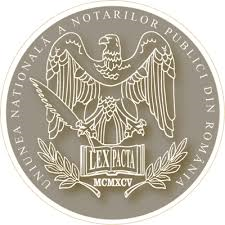 UNIUNEA NAȚIONALĂ A NOTARILOR PUBLICI DIN ROMÂNIA
LEX PACTA
MCMXCV